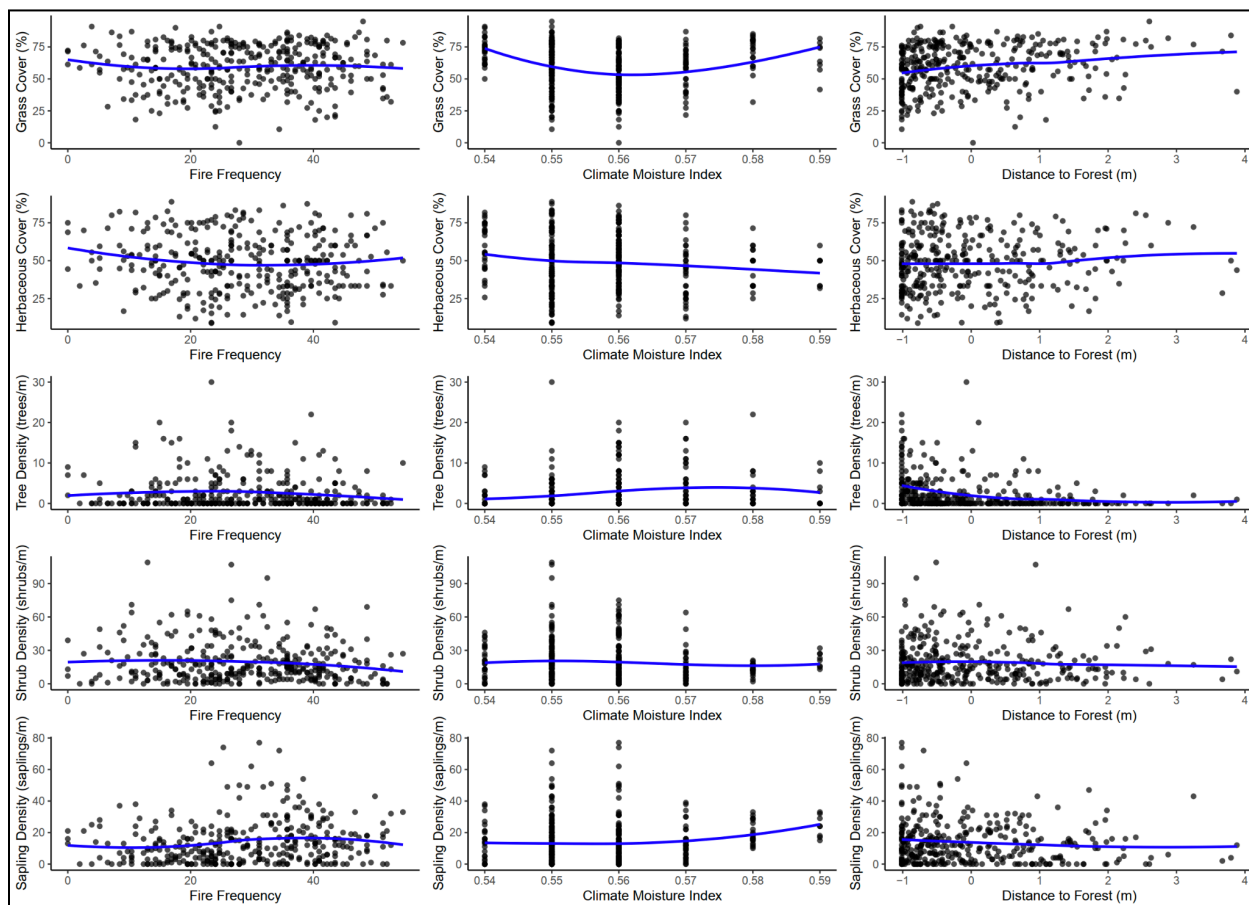 Grass Cover (%)
75
50
25
0
0 20 40
Fire Frequency
Grass Cover (%)
75
50
25
0
0.54 0.55 0.56 0.57 0.58 0.59
Climate Moisture Index
Grass Cover (%)
75
50
25
0
−1 0 1 2 3 4
Distance to Forest (m)
Herbaceous Cover (%)
75
50
25
0 20 40
Fire Frequency
Herbaceous Cover (%)
75
50
25
0.54 0.55 0.56 0.57 0.58 0.59
Climate Moisture Index
Herbaceous Cover (%)
75
50
25
−1 0 1 2 3 4
Distance to Forest (m)
Tree Density (trees/m)
30
20
10
0
0 20 40
Fire Frequency
Tree Density (trees/m)
30
20
10
0
0.54 0.55 0.56 0.57 0.58 0.59
Climate Moisture Index
Tree Density (trees/m)
30
20
10
0
−1 0 1 2 3 4
Distance to Forest (m)
Shrub Density (shrubs/m)
90
60
30
0
0 20 40
Fire Frequency
Shrub Density (shrubs/m)
90
60
30
0
0.54 0.55 0.56 0.57 0.58 0.59
Climate Moisture Index
Shrub Density (shrubs/m)
90
60
30
0
−1 0 1 2 3 4
Distance to Forest (m)
Sapling Density (saplings/m)
80
60
40
20
0
0 20 40
Fire Frequency
Sapling Density (saplings/m)
80
60
40
20
0
0.54 0.55 0.56 0.57 0.58 0.59
Climate Moisture Index
Sapling Density (saplings/m)
80
60
40
20
0
−1 0 1 2 3 4
Distance to Forest (m)